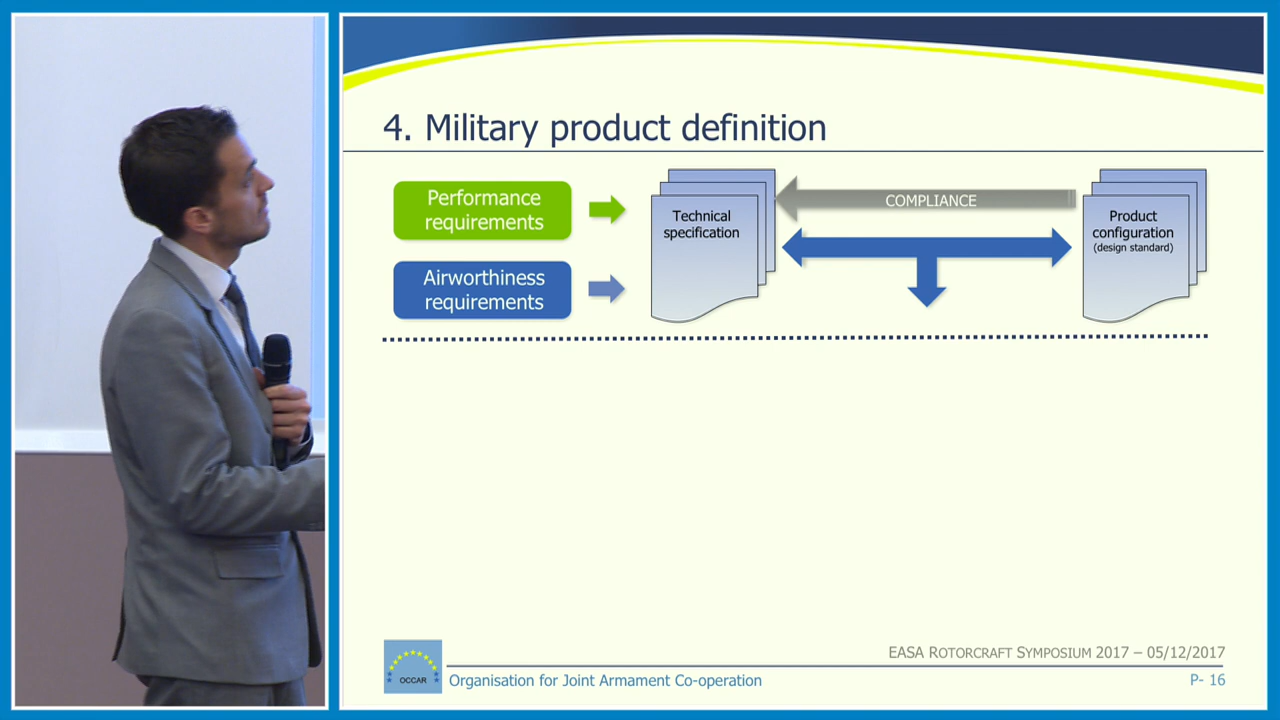 4. Military product definition
Performance
requirements
Airworthiness
requirements
Technical
specification
COMPLIANCE
Product
configuration
(design standard)
OCCAR
EASA ROTORCRAFT SYMPOSIUM 2017 – 05/12/2017
Organisation for Joint Armament Co-operation
P- 16